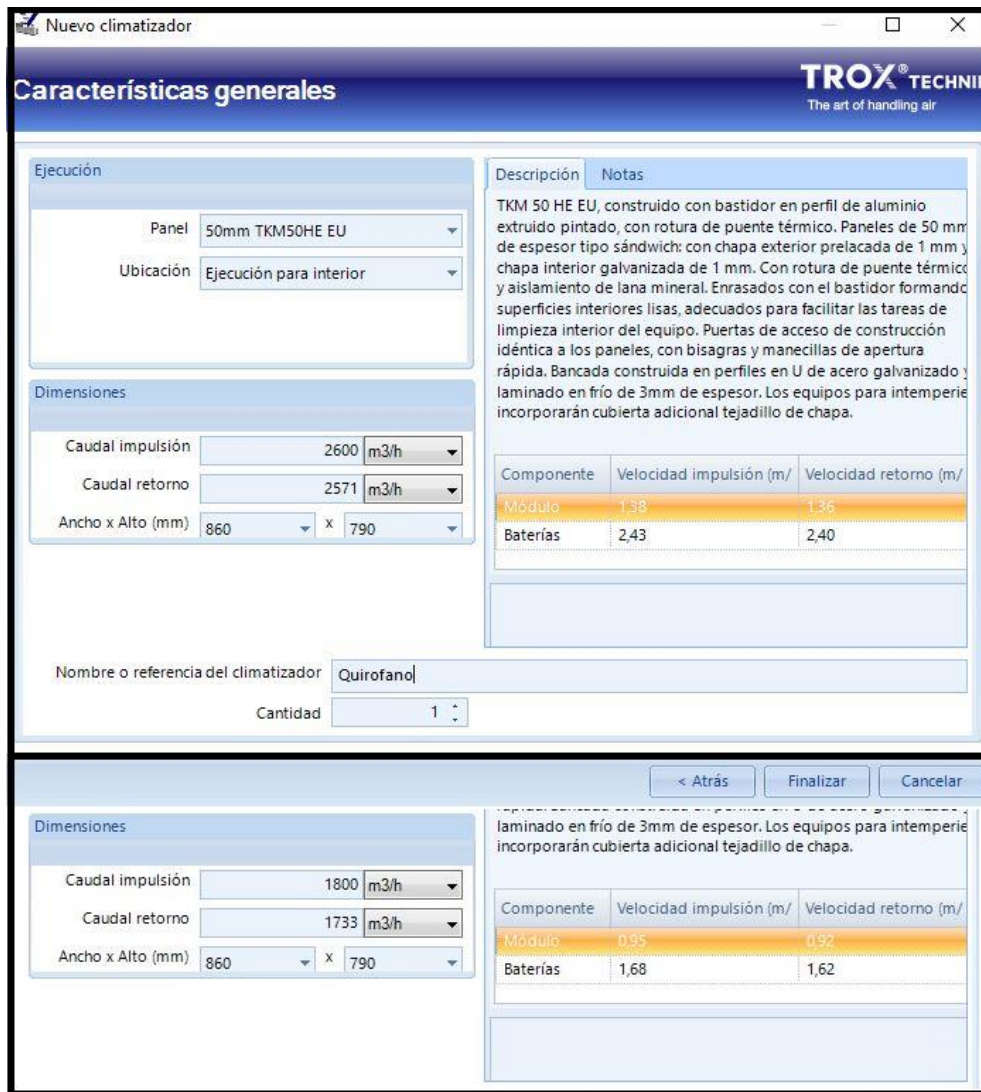 Nuevo climatizador
Características generales
TROX® TECHNI
The art of handling air
Ejecución
Panel 50mm TKM50HE EU
Ubicación Ejecución para interior
Dimensiones
Caudal impulsión 2600 m3/h
Caudal retorno 2571 m3/h
Ancho x Alto (mm) 860 x 790
Descripción Notas
TKM 50 HE EU, construido con bastidor en perfil de aluminio
extruido pintado, con rotura de puente térmico. Paneles de 50 mm
de espesor tipo sándwich: con chapa exterior prelacada de 1 mm y
chapa interior galvanizada de 1 mm. Con rotura de puente térmico
y aislamiento de lana mineral. Enrasados con el bastidor formando
superficies interiores lisas, adecuados para facilitar las tareas de
limpieza interior del equipo. Puertas de acceso de construcción
idéntica a los paneles, con bisagras y manecillas de apertura
rápida. Bancada construida en perfiles en U de acero galvanizado y
laminado en frío de 3mm de espesor. Los equipos para intemperie
incorporarán cubierta adicional tejadillo de chapa.
Componente Velocidad impulsión (m/ Velocidad retorno (m/
Módulo 1,38 1,36
Baterías 2,43 2,40
Nombre o referencia del climatizador Quirofano
Cantidad 1
< Atrás Finalizar Cancelar
Dimensiones
Caudal impulsión 1800 m3/h
Caudal retorno 1733 m3/h
Ancho x Alto (mm) 860 x 790
laminado en frío de 3mm de espesor. Los equipos para intemperie
incorporarán cubierta adicional tejadillo de chapa.
Componente Velocidad impulsión (m/ Velocidad retorno (m/
Módulo 0,95 0,92
Baterías 1,68 1,62